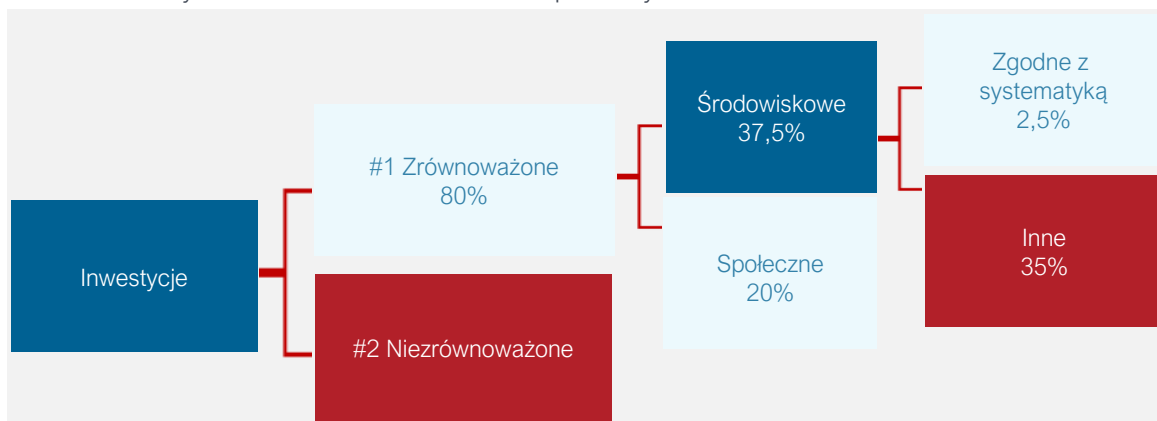 Inwestycje
#1 Zrównoważone
80%
#2 Niezrównoważone
Środowiskowe
37,5%
Społeczne
20%
Zgodne z
systematyką
2,5%
Inne
35%